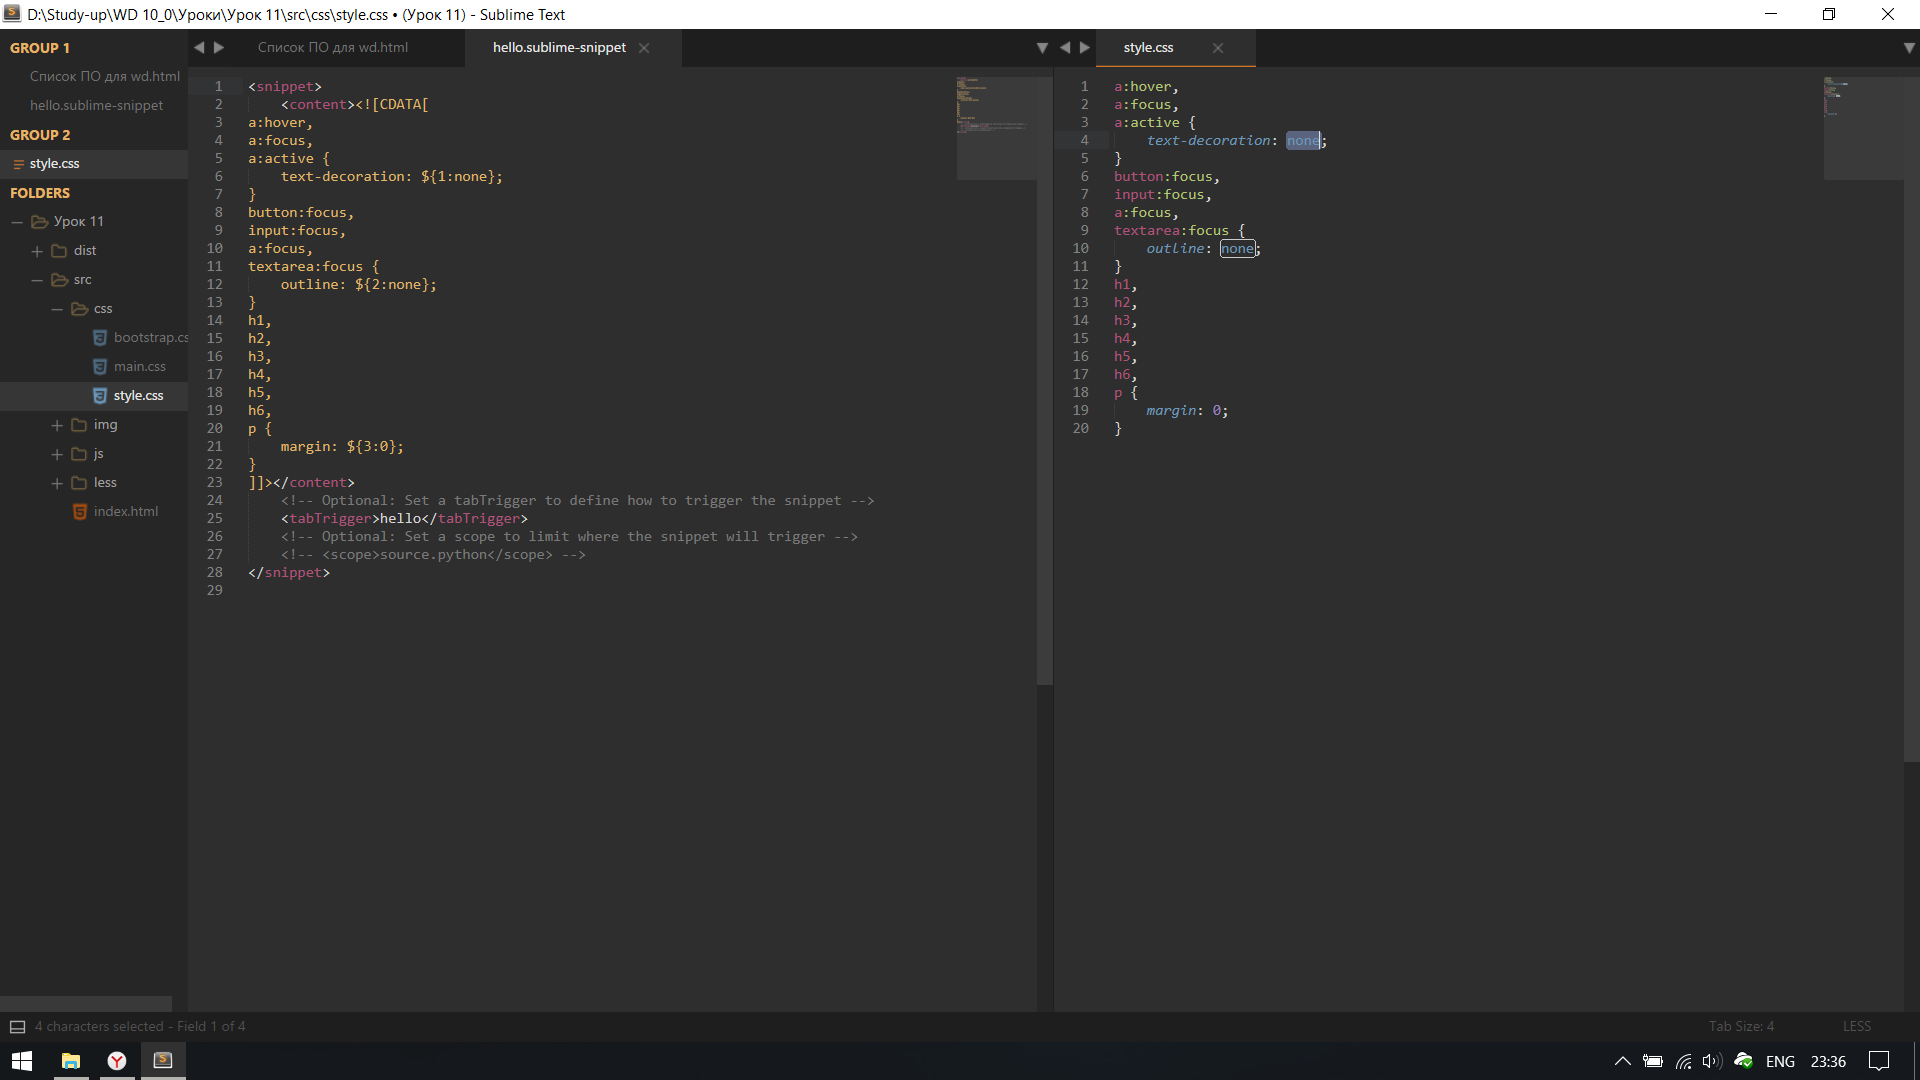 D:\Study-up\WD 10_0\Уроки\Урок 11\src\css\style.css • (Урок 11) - Sublime Text
GROUP 1
Список ПО для wd.html
hello.sublime-snippet
GROUP 2
style.css
FOLDERS
Урок 11
dist
src
css
bootstrap.cs
main.css
style.css
img
js
less
index.html
Список ПО для wd.html
hello.sublime-snippet
1 <snippet>
2 <content><![CDATA[
3 a:hover,
4 a:focus,
5 a:active {
6 text-decoration: ${1:none};
7 }
8 button:focus,
9 input:focus,
10 a:focus,
11 textarea:focus {
12 outline: ${2:none};
13 }
14 h1,
15 h2,
16 h3,
17 h4,
18 h5,
19 h6,
20 p {
21 margin: ${3:0};
22 }
23 ]]></content>
24 <!-- Optional: Set a tabTrigger to define how to trigger the snippet -->
25 <tabTrigger>hello</tabTrigger>
26 <!-- Optional: Set a scope to limit where the snippet will trigger -->
27 <!-- <scope>source.python</scope> -->
28 </snippet>
29
style.css
1 a:hover,
2 a:focus,
3 a:active {
4 text-decoration: none;
5 }
6 button:focus,
7 input:focus,
8 a:focus,
9 textarea:focus {
10 outline: none;
11 }
12 h1,
13 h2,
14 h3,
15 h4,
16 h5,
17 h6,
18 p {
19 margin: 0;
20 }
4 characters selected - Field 1 of 4
Tab Size: 4
LESS
ENG
23:36